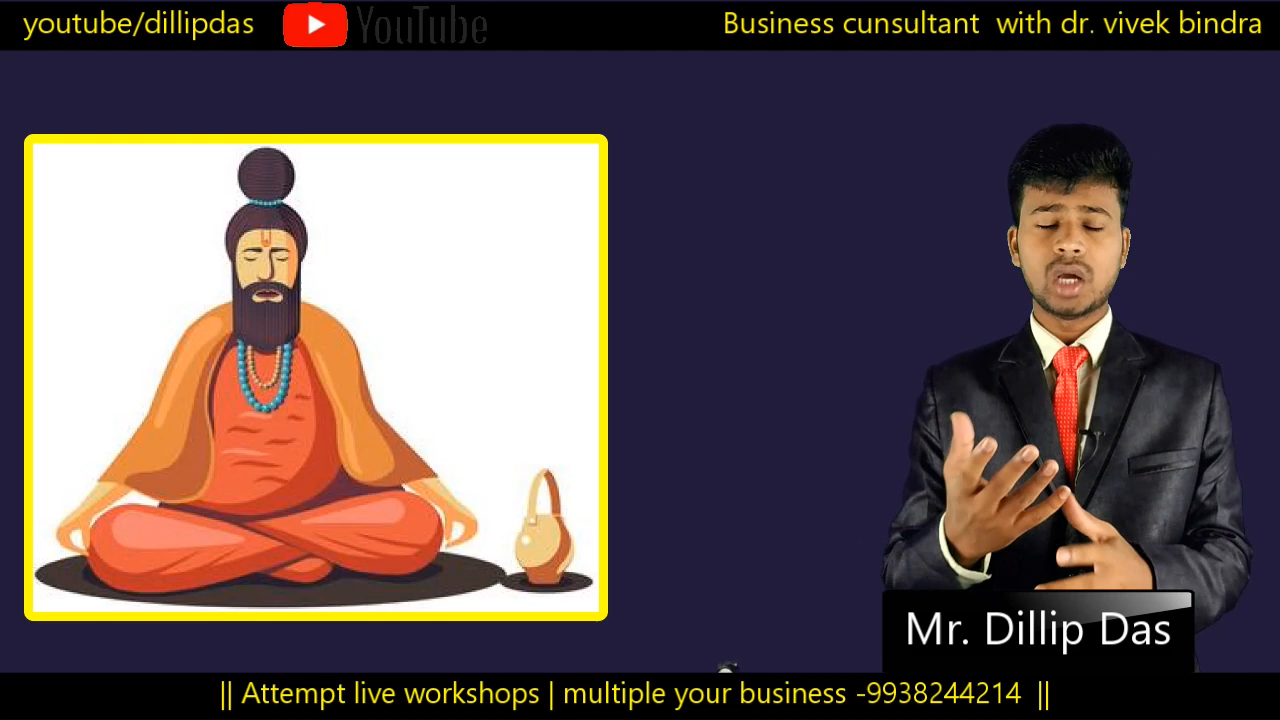 youtube/dillipdas
YouTube
Business cunsultant with dr. vivek bindra
Mr. Dillip Das
|| Attempt live workshops | multiple your business -9938244214 ||